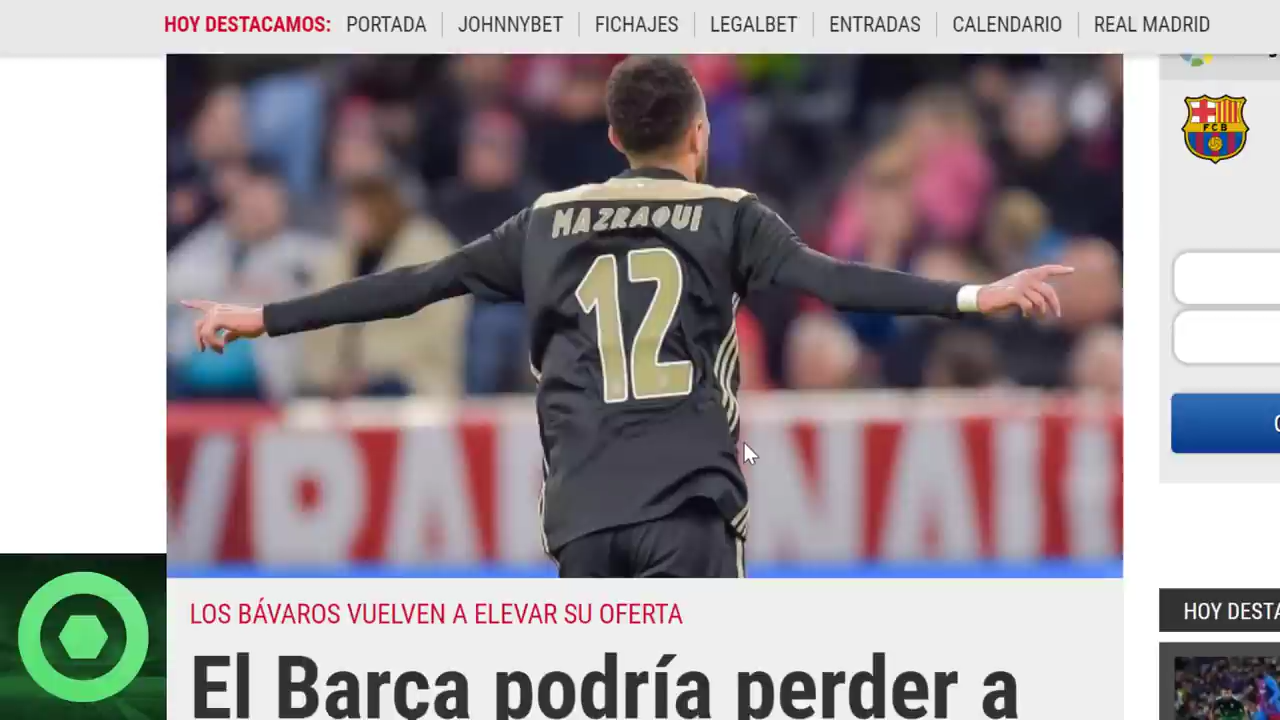 HOY DESTACAMOS: PORTADA JOHNNYBET FICHAJES LEGALBET ENTRADAS CALENDARIO REAL MADRID
FCB
MAZRAOUI
12
LOS BÁVAROS VUELVEN A ELEVAR SU OFERTA
El Barça podría perder a
HOY DESTA